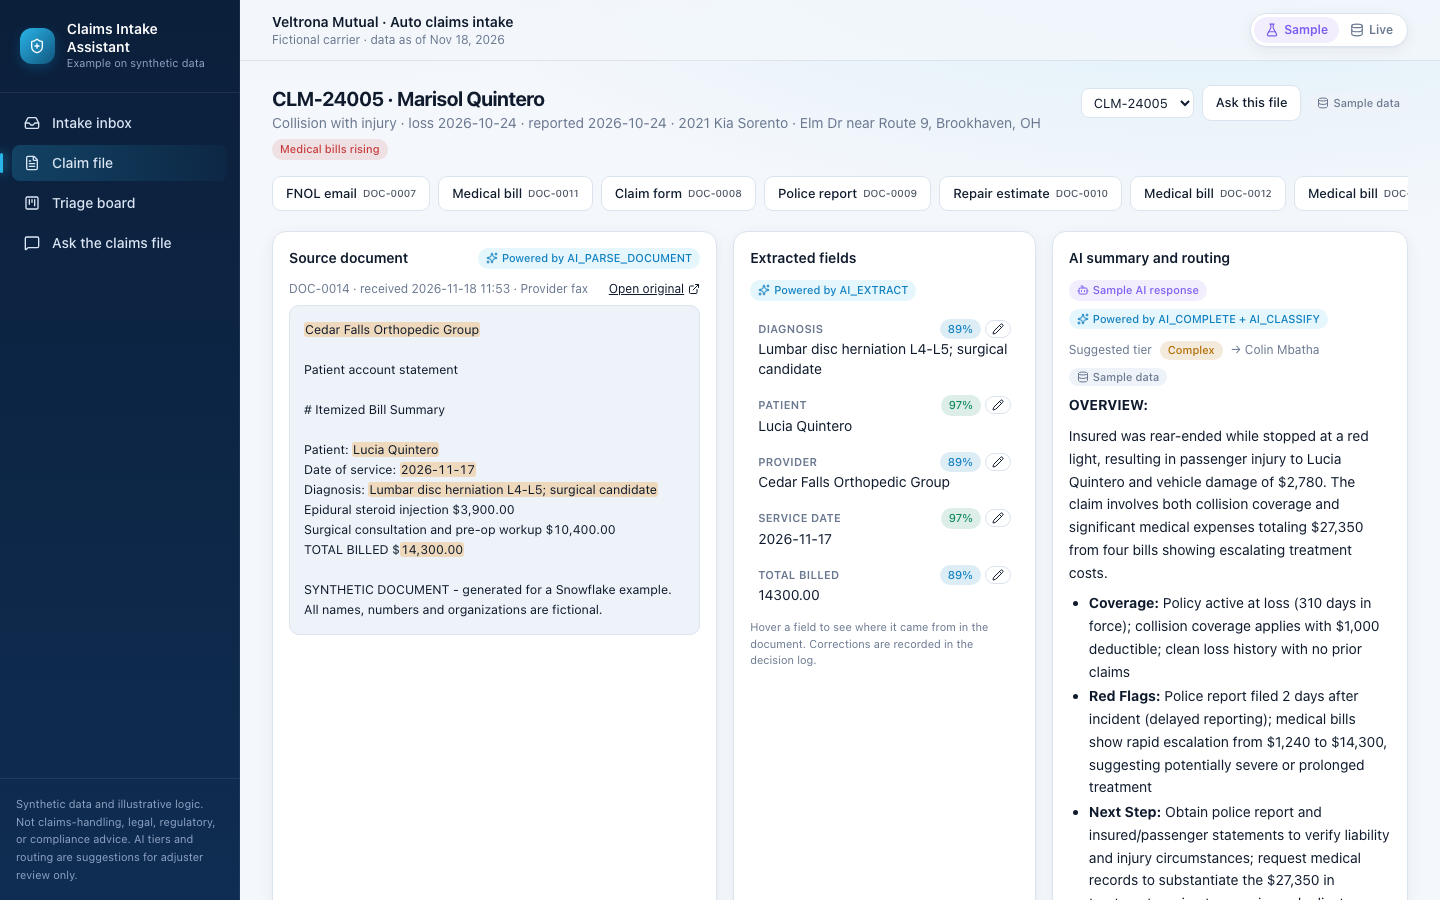 Claims Intake
Assistant
Example on synthetic data
Intake inbox
Claim file
Triage board
Ask the claims file
Synthetic data and illustrative logic.
Not claims-handling, legal, regulatory,
or compliance advice. AI tiers and
routing are suggestions for adjuster
review only.
Veltrona Mutual · Auto claims intake
Fictional carrier · data as of Nov 18, 2026
Sample
Live
CLM-24005 · Marisol Quintero
CLM-24005
Ask this file
Sample data
Collision with injury · loss 2026-10-24 · reported 2026-10-24 · 2021 Kia Sorento · Elm Dr near Route 9, Brookhaven, OH
Medical bills rising
FNOL email DOC-0007
Medical bill DOC-0011
Claim form DOC-0008
Police report DOC-0009
Repair estimate DOC-0010
Medical bill DOC-0012
Medical bill DOC-
Source document
Powered by AI_PARSE_DOCUMENT
DOC-0014 · received 2026-11-18 11:53 · Provider fax
Open original
Cedar Falls Orthopedic Group
Patient account statement
# Itemized Bill Summary
Patient: Lucia Quintero
Date of service: 2026-11-17
Diagnosis: Lumbar disc herniation L4-L5; surgical candidate
Epidural steroid injection $3,900.00
Surgical consultation and pre-op workup $10,400.00
TOTAL BILLED $14,300.00
SYNTHETIC DOCUMENT - generated for a Snowflake example.
All names, numbers and organizations are fictional.
Extracted fields
Powered by AI_EXTRACT
DIAGNOSIS 89%
Lumbar disc herniation L4-L5; surgical
candidate
PATIENT 97%
Lucia Quintero
PROVIDER 89%
Cedar Falls Orthopedic Group
SERVICE DATE 97%
2026-11-17
TOTAL BILLED 89%
14300.00
Hover a field to see where it came from in the
document. Corrections are recorded in the
decision log.
AI summary and routing
Sample AI response
Powered by AI_COMPLETE + AI_CLASSIFY
Suggested tier Complex → Colin Mbatha
Sample data
OVERVIEW:
Insured was rear-ended while stopped at a red
light, resulting in passenger injury to Lucia
Quintero and vehicle damage of $2,780. The
claim involves both collision coverage and
significant medical expenses totaling $27,350
from four bills showing escalating treatment
costs.
• Coverage: Policy active at loss (310 days in
force); collision coverage applies with $1,000
deductible; clean loss history with no prior
claims
• Red Flags: Police report filed 2 days after
incident (delayed reporting); medical bills
show rapid escalation from $1,240 to $14,300,
suggesting potentially severe or prolonged
treatment
• Next Step: Obtain police report and
insured/passenger statements to verify liability
and injury circumstances; request medical
records to substantiate the $27,350 in